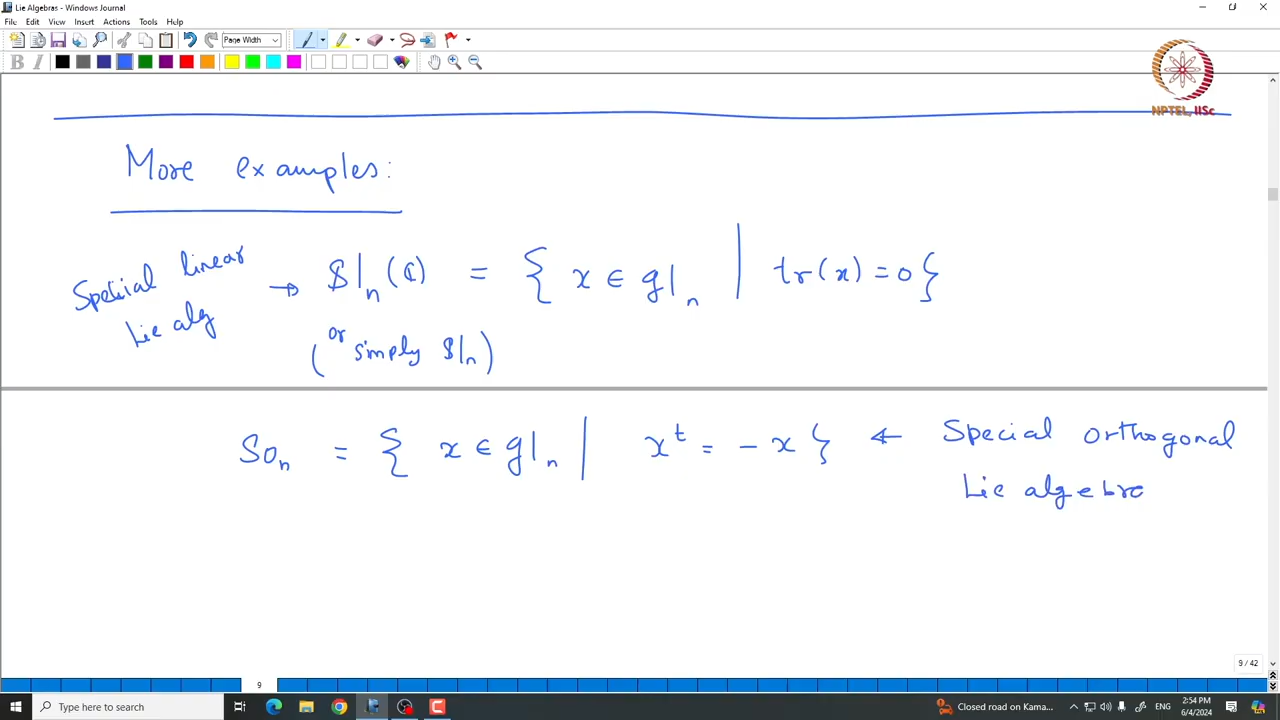 Lie Algebras - Windows Journal
File Edit View Insert Actions Tools Help
Page Width
NPTEL, IISc
More examples:
Special linear Lie alg → sl_n(ℂ) = { x ∈ gl_n | tr(x) = 0 }
(or simply sl_n)
so_n = { x ∈ gl_n | x^t = - x } ← Special orthogonal
Lie algebra
9 / 42
9
Type here to search
Closed road on Kama...
ENG
2:54 PM
6/4/2024